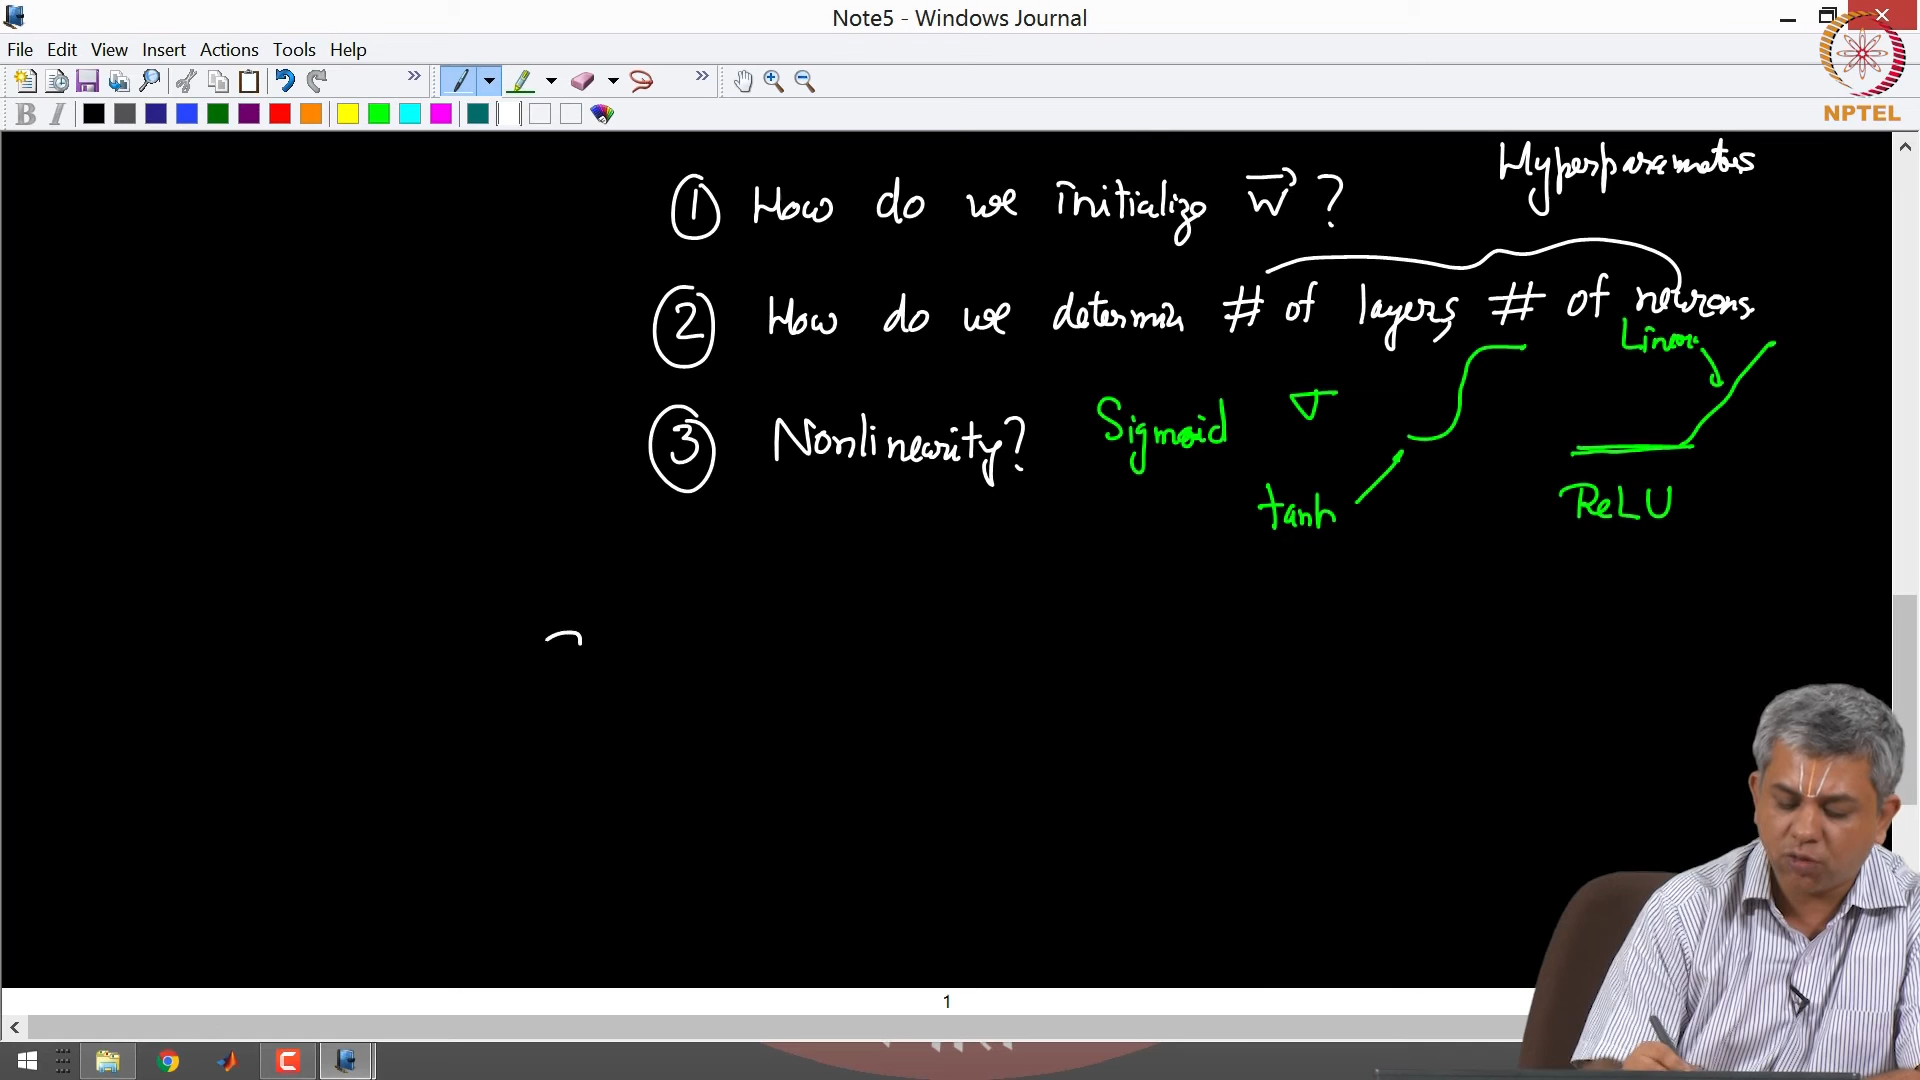 Note5 - Windows Journal
File Edit View Insert Actions Tools Help
B I
NPTEL
Hyperparameters
① How do we initialize w⃗ ?
② How do we determin # of layers, # of neurons
Linear
③ Nonlinearity? Sigmoid σ
tanh
ReLU
1